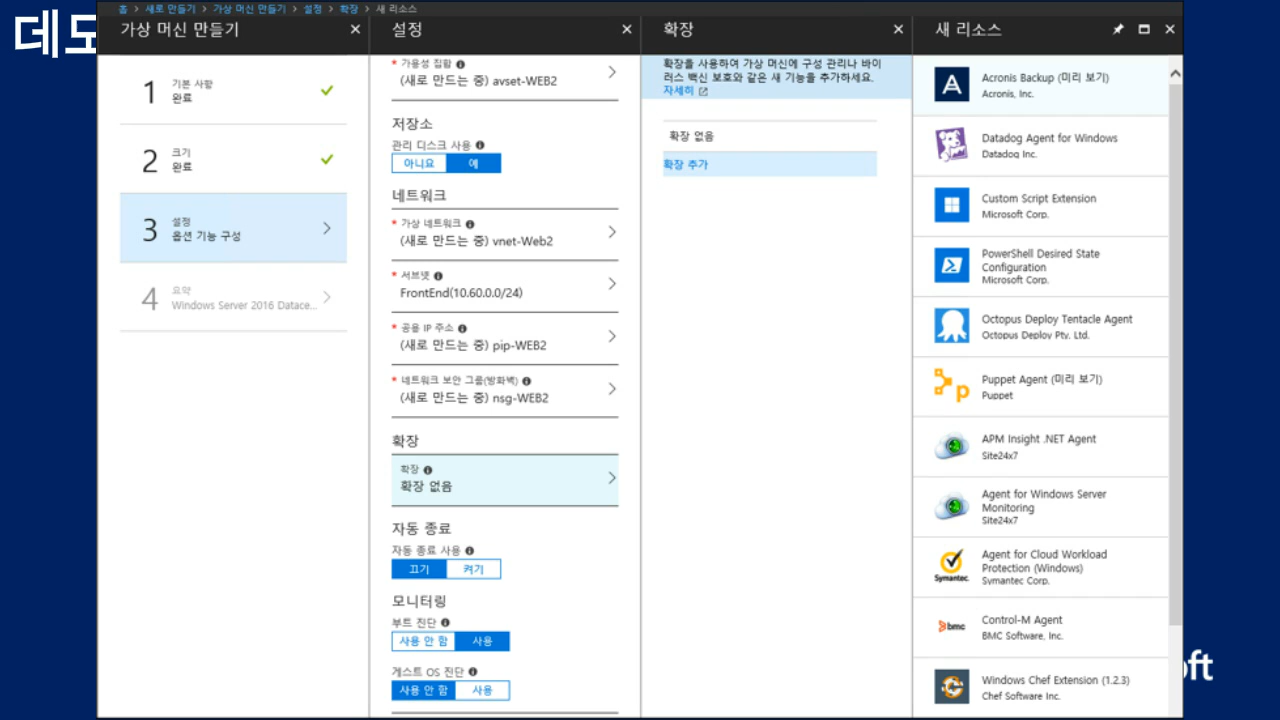 데모
홈 > 새로 만들기 > 가상 머신 만들기 > 설정 > 확장 > 새 리소스
가상 머신 만들기
1
기본 사항
완료
2
크기
완료
3
설정
옵션 기능 구성
4
요약
Windows Server 2016 Datace...
설정
* 가용성 집합
(새로 만드는 중) avset-WEB2
저장소
관리 디스크 사용
아니요 예
네트워크
* 가상 네트워크
(새로 만드는 중) vnet-Web2
* 서브넷
FrontEnd(10.60.0.0/24)
* 공용 IP 주소
(새로 만드는 중) pip-WEB2
* 네트워크 보안 그룹(방화벽)
(새로 만드는 중) nsg-WEB2
확장
확장
확장 없음
자동 종료
자동 종료 사용
끄기 켜기
모니터링
부트 진단
사용 안 함 사용
게스트 OS 진단
사용 안 함 사용
확장
확장을 사용하여 가상 머신에 구성 관리나 바이
러스 백신 보호와 같은 새 기능을 추가하세요.
자세히
확장 없음
확장 추가
새 리소스
Acronis Backup (미리 보기)
Acronis, Inc.
Datadog Agent for Windows
Datadog Inc.
Custom Script Extension
Microsoft Corp.
PowerShell Desired State
Configuration
Microsoft Corp.
Octopus Deploy Tentacle Agent
Octopus Deploy Pty. Ltd.
Puppet Agent (미리 보기)
Puppet
APM Insight .NET Agent
Site24x7
Agent for Windows Server
Monitoring
Site24x7
Agent for Cloud Workload
Protection (Windows)
Symantec Corp.
Symantec.
Control-M Agent
BMC Software, Inc.
bmc
Windows Chef Extension (1.2.3)
Chef Software Inc.
ft